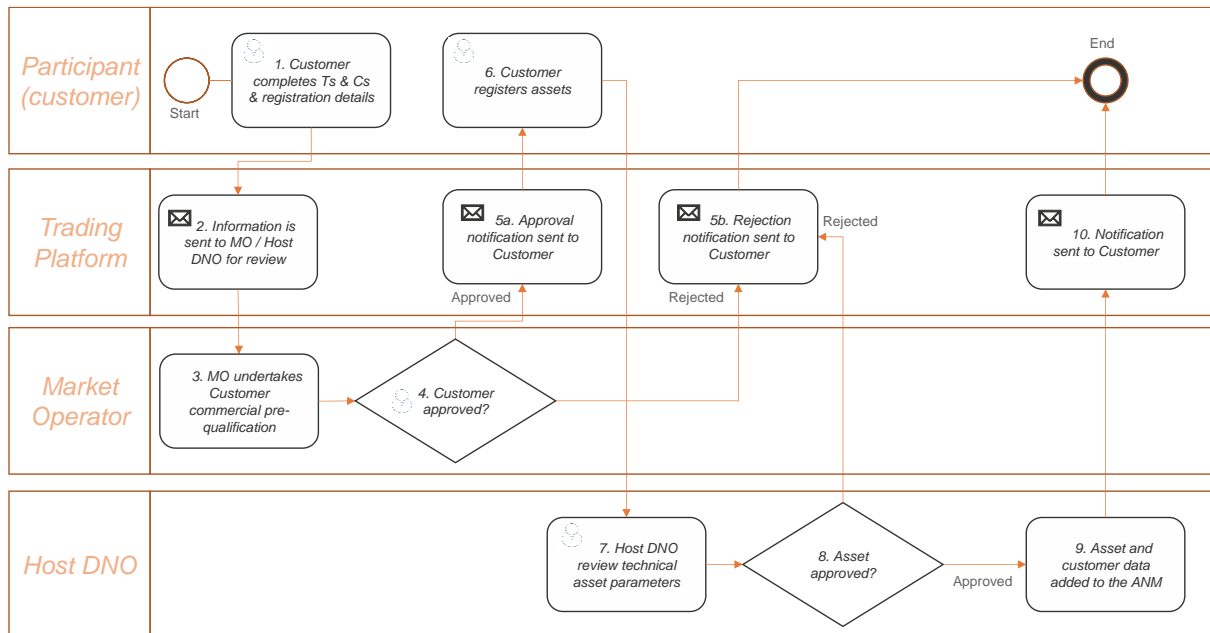 Participant
(customer)
Start
1. Customer
completes Ts & Cs
& registration details
6. Customer
registers assets
End
Trading
Platform
2. Information is
sent to MO / Host
DNO for review
5a. Approval
notification sent to
Customer
Approved
5b. Rejection
notification sent to
Customer
Rejected
Rejected
10. Notification
sent to Customer
Market
Operator
3. MO undertakes
Customer
commercial pre-
qualification
4. Customer
approved?
Host DNO
7. Host DNO
review technical
asset parameters
8. Asset
approved?
Approved
9. Asset and
customer data
added to the ANM